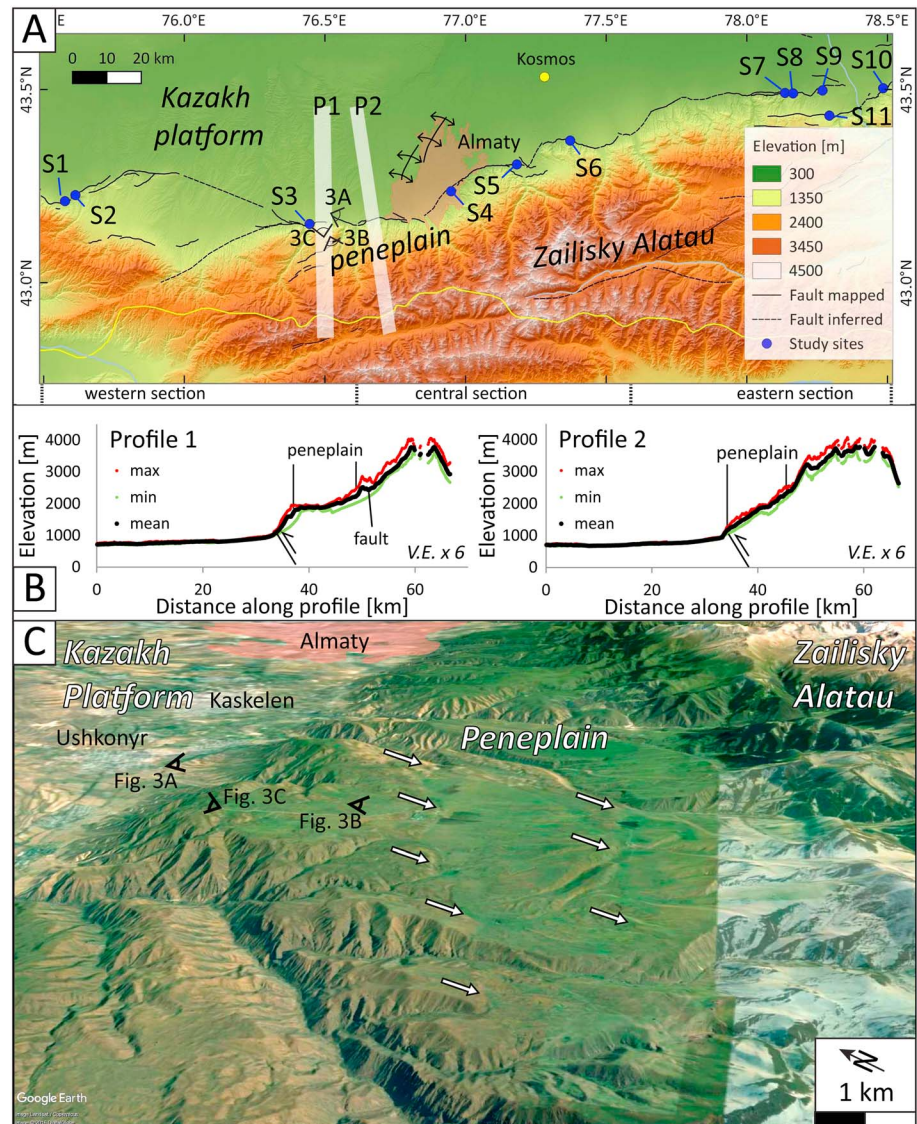 A
E
76.0°E
76.5°E
77.0°E
77.5°E
78.0°E
78.5°E
0 10 20 km
Kosmos
43.5°N
43.5°N
Kazakh
platform
P1 P2
S7 S8 S9 S10
S11
Almaty
S1
S2
S3
3A
3C
3B
S4
S5
S6
peneplain
Zailisky Alatau
43.0°N
43.0°N
Elevation [m]
300
1350
2400
3450
4500
Fault mapped
Fault inferred
Study sites
western section
central section
eastern section
B
Elevation [m]
4000
3000
2000
1000
0
Profile 1
max
min
mean
peneplain
fault
V.E. x 6
0 20 40 60
Distance along profile [km]
Elevation [m]
4000
3000
2000
1000
0
Profile 2
max
min
mean
peneplain
V.E. x 6
0 20 40 60
Distance along profile [km]
C
Kazakh
Platform
Almaty
Zailisky
Alatau
Kaskelen
Ushkonyr
Peneplain
Fig. 3A
Fig. 3C
Fig. 3B
N
1 km
Google Earth